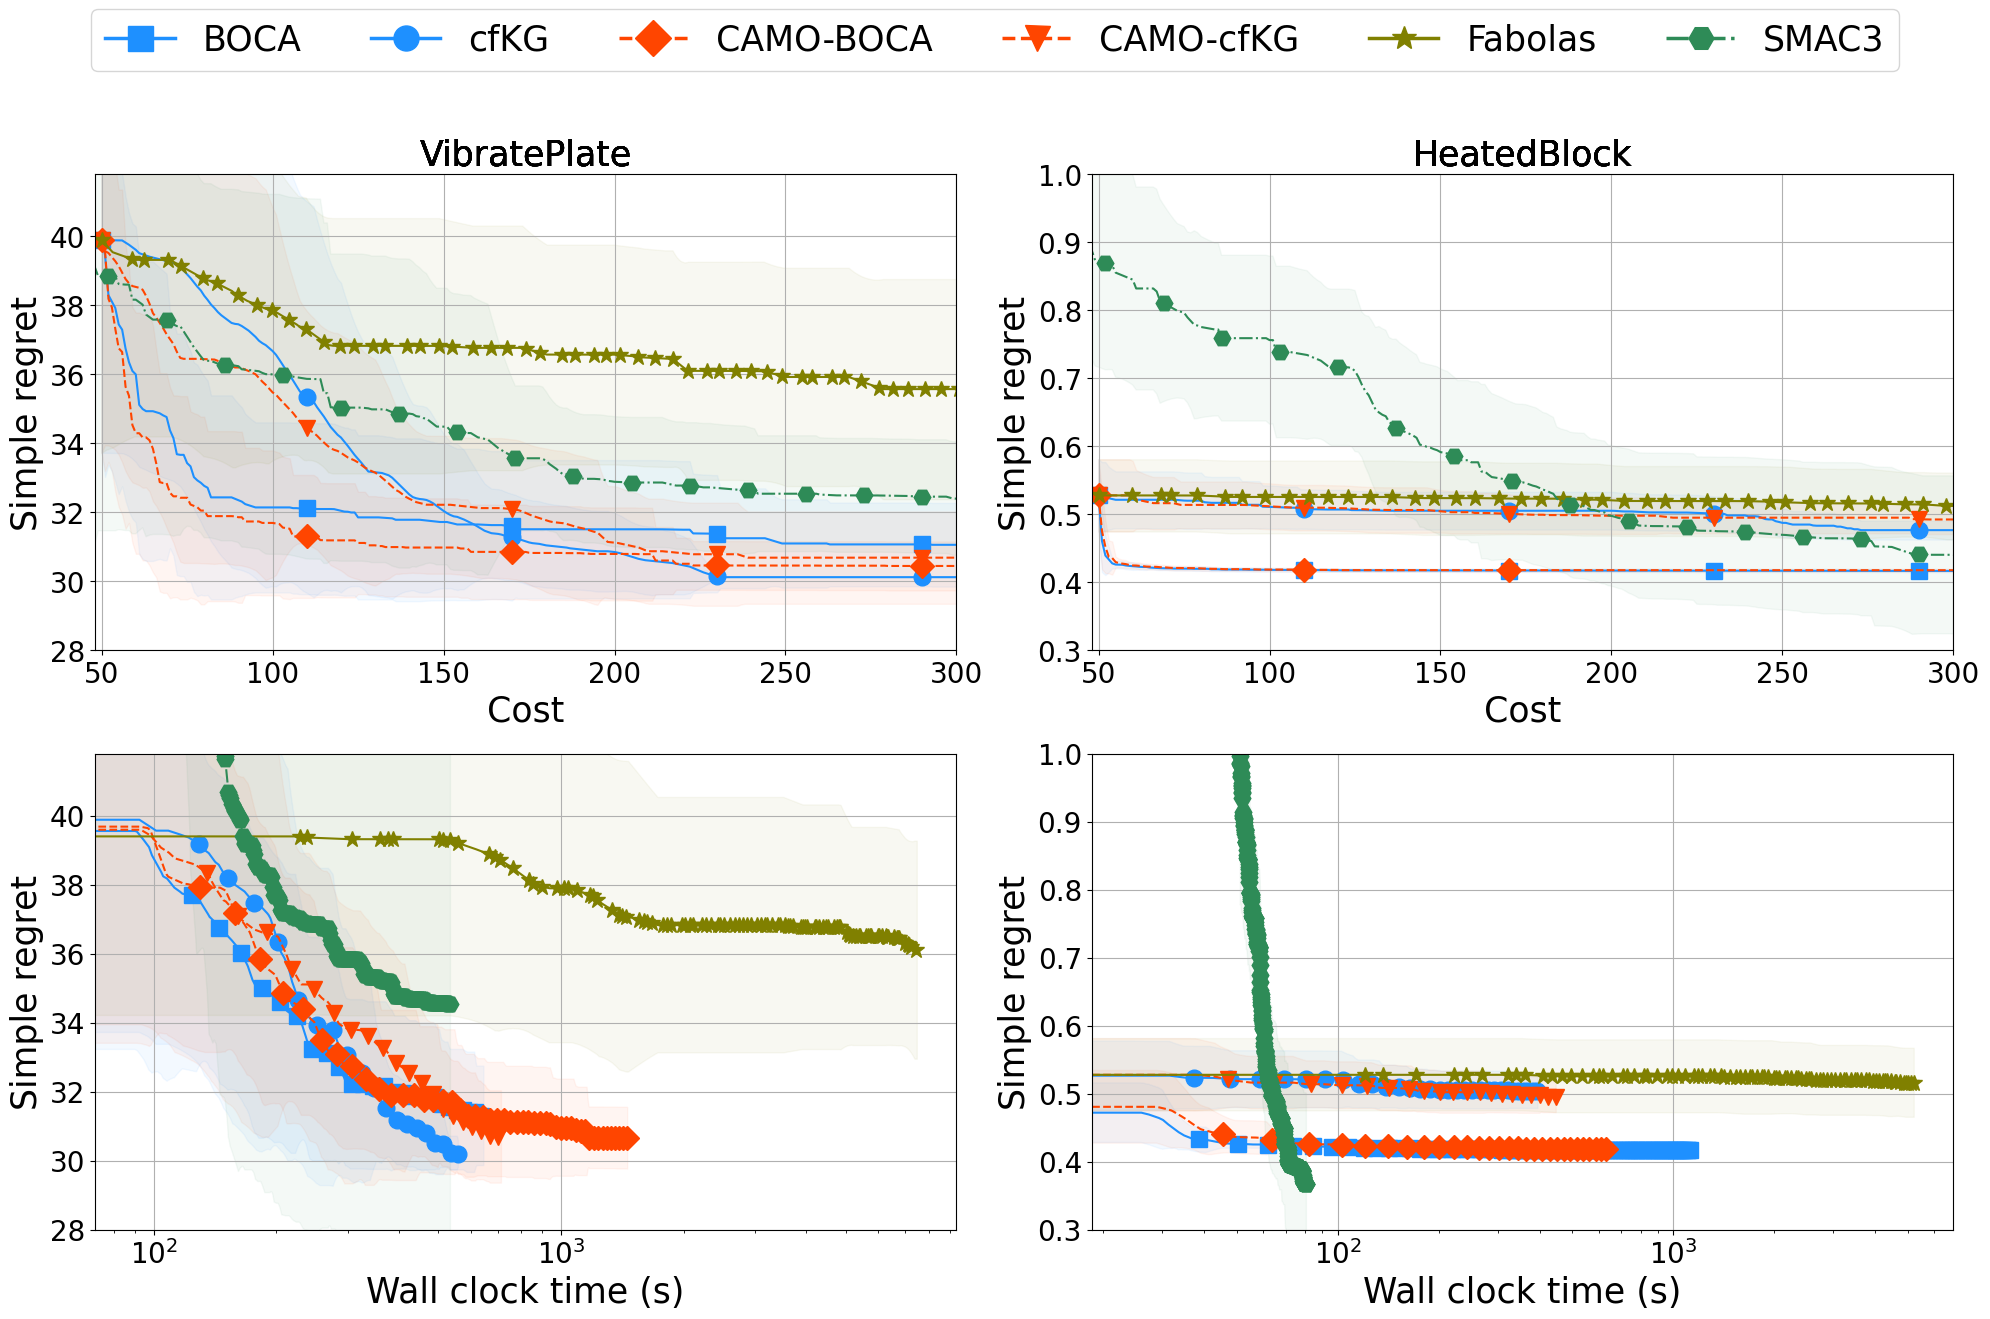 BOCA cfKG CAMO-BOCA CAMO-cfKG Fabolas SMAC3
VibratePlate
Simple regret
40
38
36
34
32
30
28
50 100 150 200 250 300
Cost
HeatedBlock
Simple regret
1.0
0.9
0.8
0.7
0.6
0.5
0.4
0.3
50 100 150 200 250 300
Cost
Simple regret
40
38
36
34
32
30
28
10² 10³
Wall clock time (s)
Simple regret
1.0
0.9
0.8
0.7
0.6
0.5
0.4
0.3
10² 10³
Wall clock time (s)